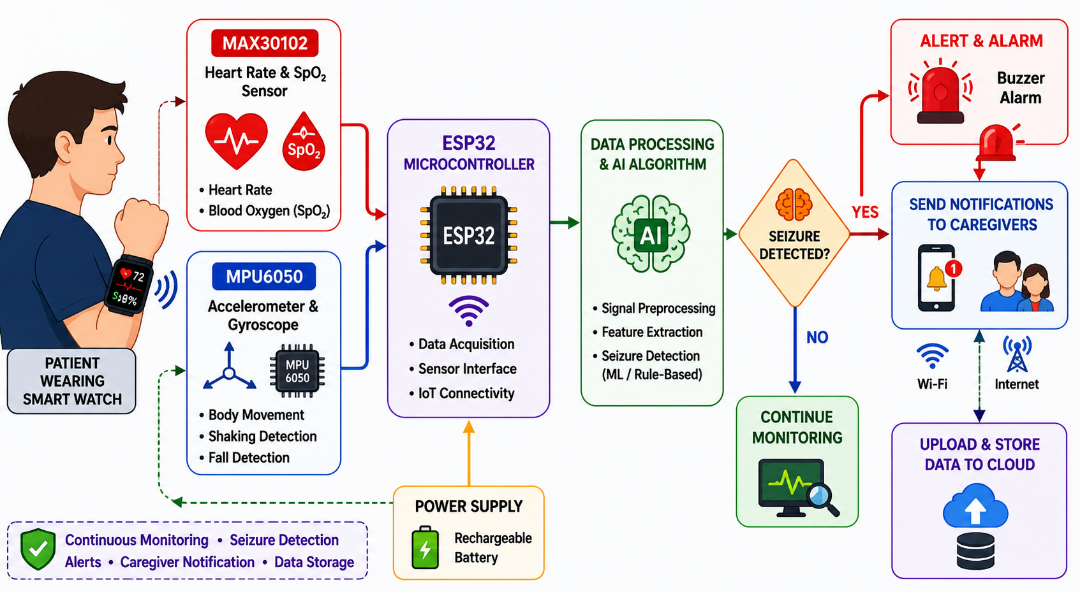 MAX30102
Heart Rate & SpO₂
Sensor
SpO₂
• Heart Rate
• Blood Oxygen (SpO₂)
72
8%
PATIENT
WEARING
SMART WATCH
MPU6050
Accelerometer &
Gyroscope
MPU
6050
• Body Movement
• Shaking Detection
• Fall Detection
ESP32
MICROCONTROLLER
ESP32
• Data Acquisition
• Sensor Interface
• IoT Connectivity
POWER SUPPLY
Rechargeable
Battery
DATA PROCESSING
& AI ALGORITHM
AI
• Signal Preprocessing
• Feature Extraction
• Seizure Detection
(ML / Rule-Based)
SEIZURE
DETECTED?
YES
NO
CONTINUE
MONITORING
ALERT & ALARM
Buzzer
Alarm
SEND NOTIFICATIONS
TO CAREGIVERS
1
Wi-Fi
Internet
UPLOAD & STORE
DATA TO CLOUD
Continuous Monitoring • Seizure Detection
Alerts • Caregiver Notification • Data Storage